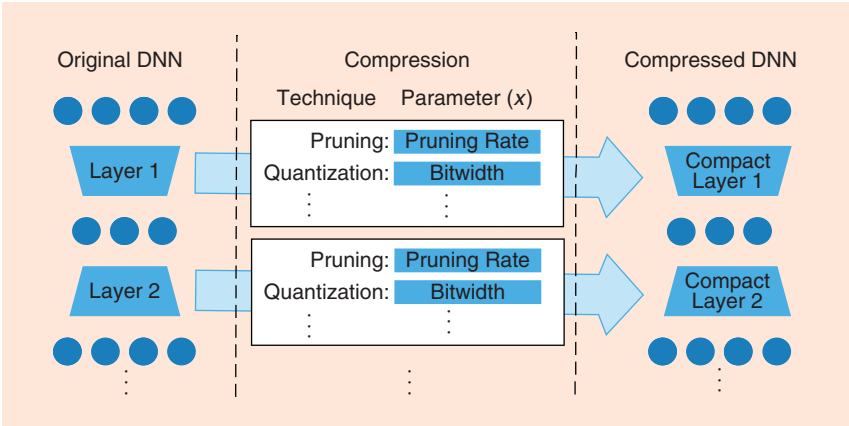 Original DNN
Compression
Compressed DNN
Technique Parameter (x)
Layer 1
Pruning: Pruning Rate
Quantization: Bitwidth
Compact
Layer 1
Layer 2
Pruning: Pruning Rate
Quantization: Bitwidth
Compact
Layer 2